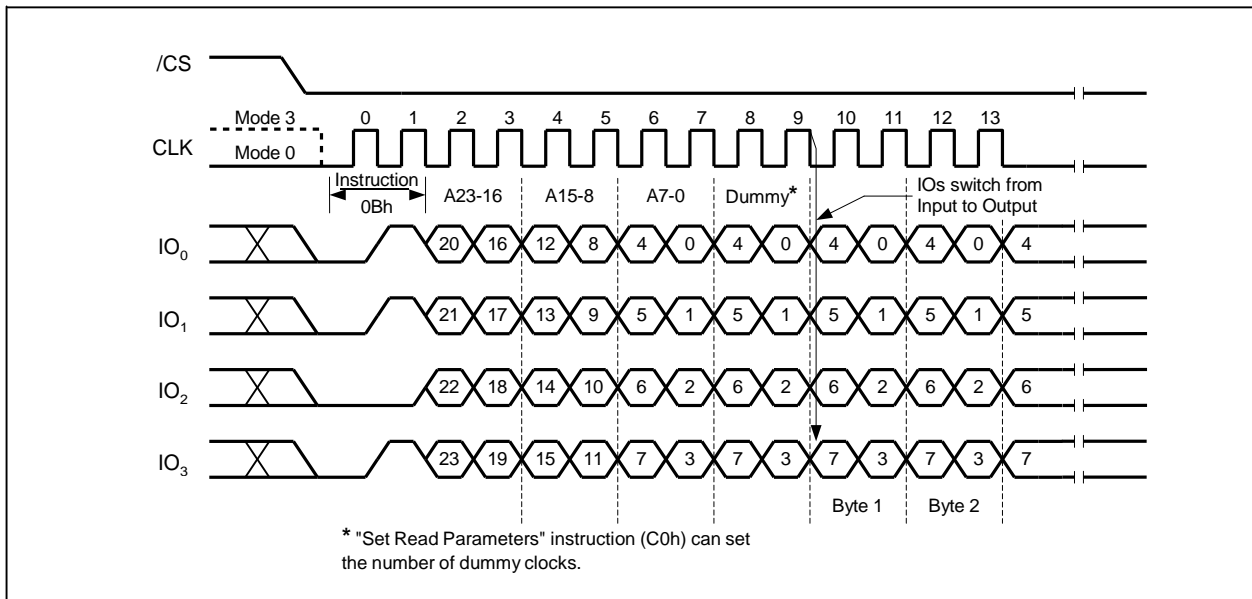 /CS
Mode 3 0 1 2 3 4 5 6 7 8 9 10 11 12 13
CLK
Mode 0
Instruction
0Bh
A23-16 A15-8 A7-0 Dummy*
IOs switch from
Input to Output
IO0 20 16 12 8 4 0 4 0 4 0 4 0 4
IO1 21 17 13 9 5 1 5 1 5 1 5 1 5
IO2 22 18 14 10 6 2 6 2 6 2 6 2 6
IO3 23 19 15 11 7 3 7 3 7 3 7 3 7
Byte 1 Byte 2
* "Set Read Parameters" instruction (C0h) can set
the number of dummy clocks.